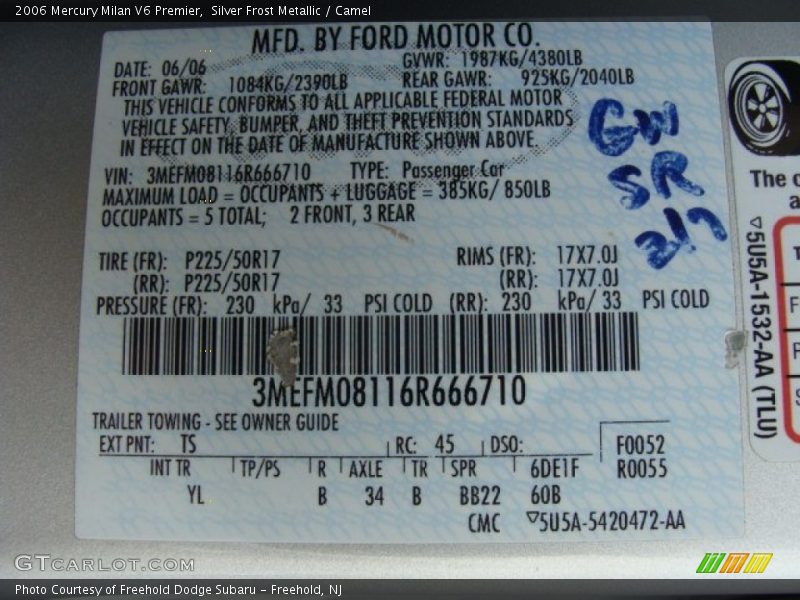 2006 Mercury Milan V6 Premier,  Silver Frost Metallic / Camel
MFD. BY FORD MOTOR CO.
DATE: 06/06 GVWR: 1987KG/4380LB
FRONT GAWR: 1084KG/2390LB REAR GAWR: 925KG/2040LB
THIS VEHICLE CONFORMS TO ALL APPLICABLE FEDERAL MOTOR
VEHICLE SAFETY, BUMPER, AND THEFT PREVENTION STANDARDS
IN EFFECT ON THE DATE OF MANUFACTURE SHOWN ABOVE.
GW
SR
VIN: 3MEFM08116R666710 TYPE: Passenger Car
MAXIMUM LOAD = OCCUPANTS + LUGGAGE = 385KG/ 850LB
OCCUPANTS = 5 TOTAL; 2 FRONT, 3 REAR
TIRE (FR): P225/50R17 RIMS (FR): 17X7.0J
(RR): P225/50R17 (RR): 17X7.0J
PRESSURE (FR): 230 kPa/ 33 PSI COLD (RR): 230 kPa/ 33 PSI COLD
3MEFM08116R666710
TRAILER TOWING - SEE OWNER GUIDE
EXT PNT: TS RC: 45 DSO: F0052
INT TR TP/PS R AXLE TR SPR 6DE1F R0055
YL B 34 B BB22 60B
CMC ▽5U5A-5420472-AA
The c
▽5U5A-1532-AA (TLU)
GTCARLOT.COM
Photo Courtesy of Freehold Dodge Subaru – Freehold, NJ